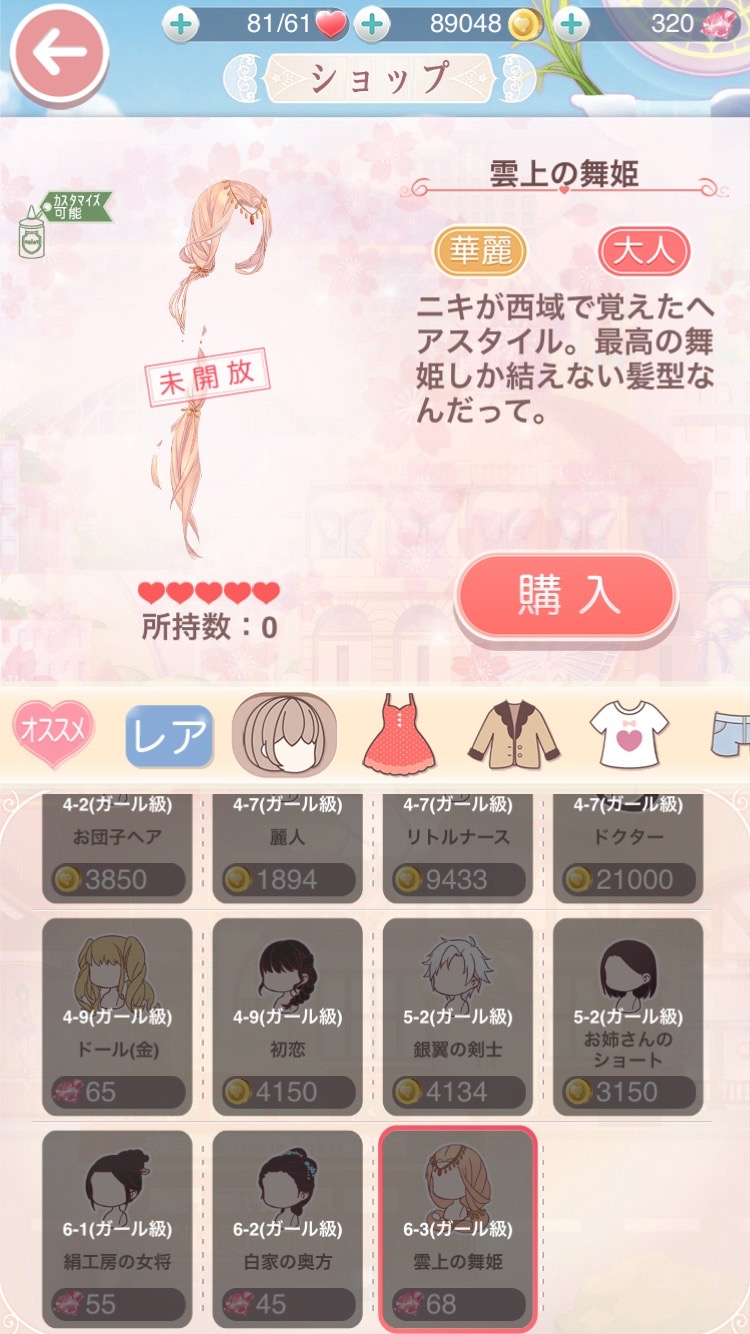 81/61
89048
320
ショップ
カスタマイズ
可能
雲上の舞姫
華麗
大人
ニキが西域で覚えたヘ
アスタイル。最高の舞
姫しか結えない髪型な
んだって。
未開放
所持数：0
購入
オススメ
レア
4-2(ガール級)
4-7(ガール級)
4-7(ガール級)
4-7(ガール級)
お団子ヘア
麗人
リトルナース
ドクター
3850
1894
9433
21000
4-9(ガール級)
4-9(ガール級)
5-2(ガール級)
5-2(ガール級)
ドール(金)
初恋
銀翼の剣士
お姉さんの
ショート
65
4150
4134
3150
6-1(ガール級)
6-2(ガール級)
6-3(ガール級)
絹工房の女将
白家の奥方
雲上の舞姫
55
45
68